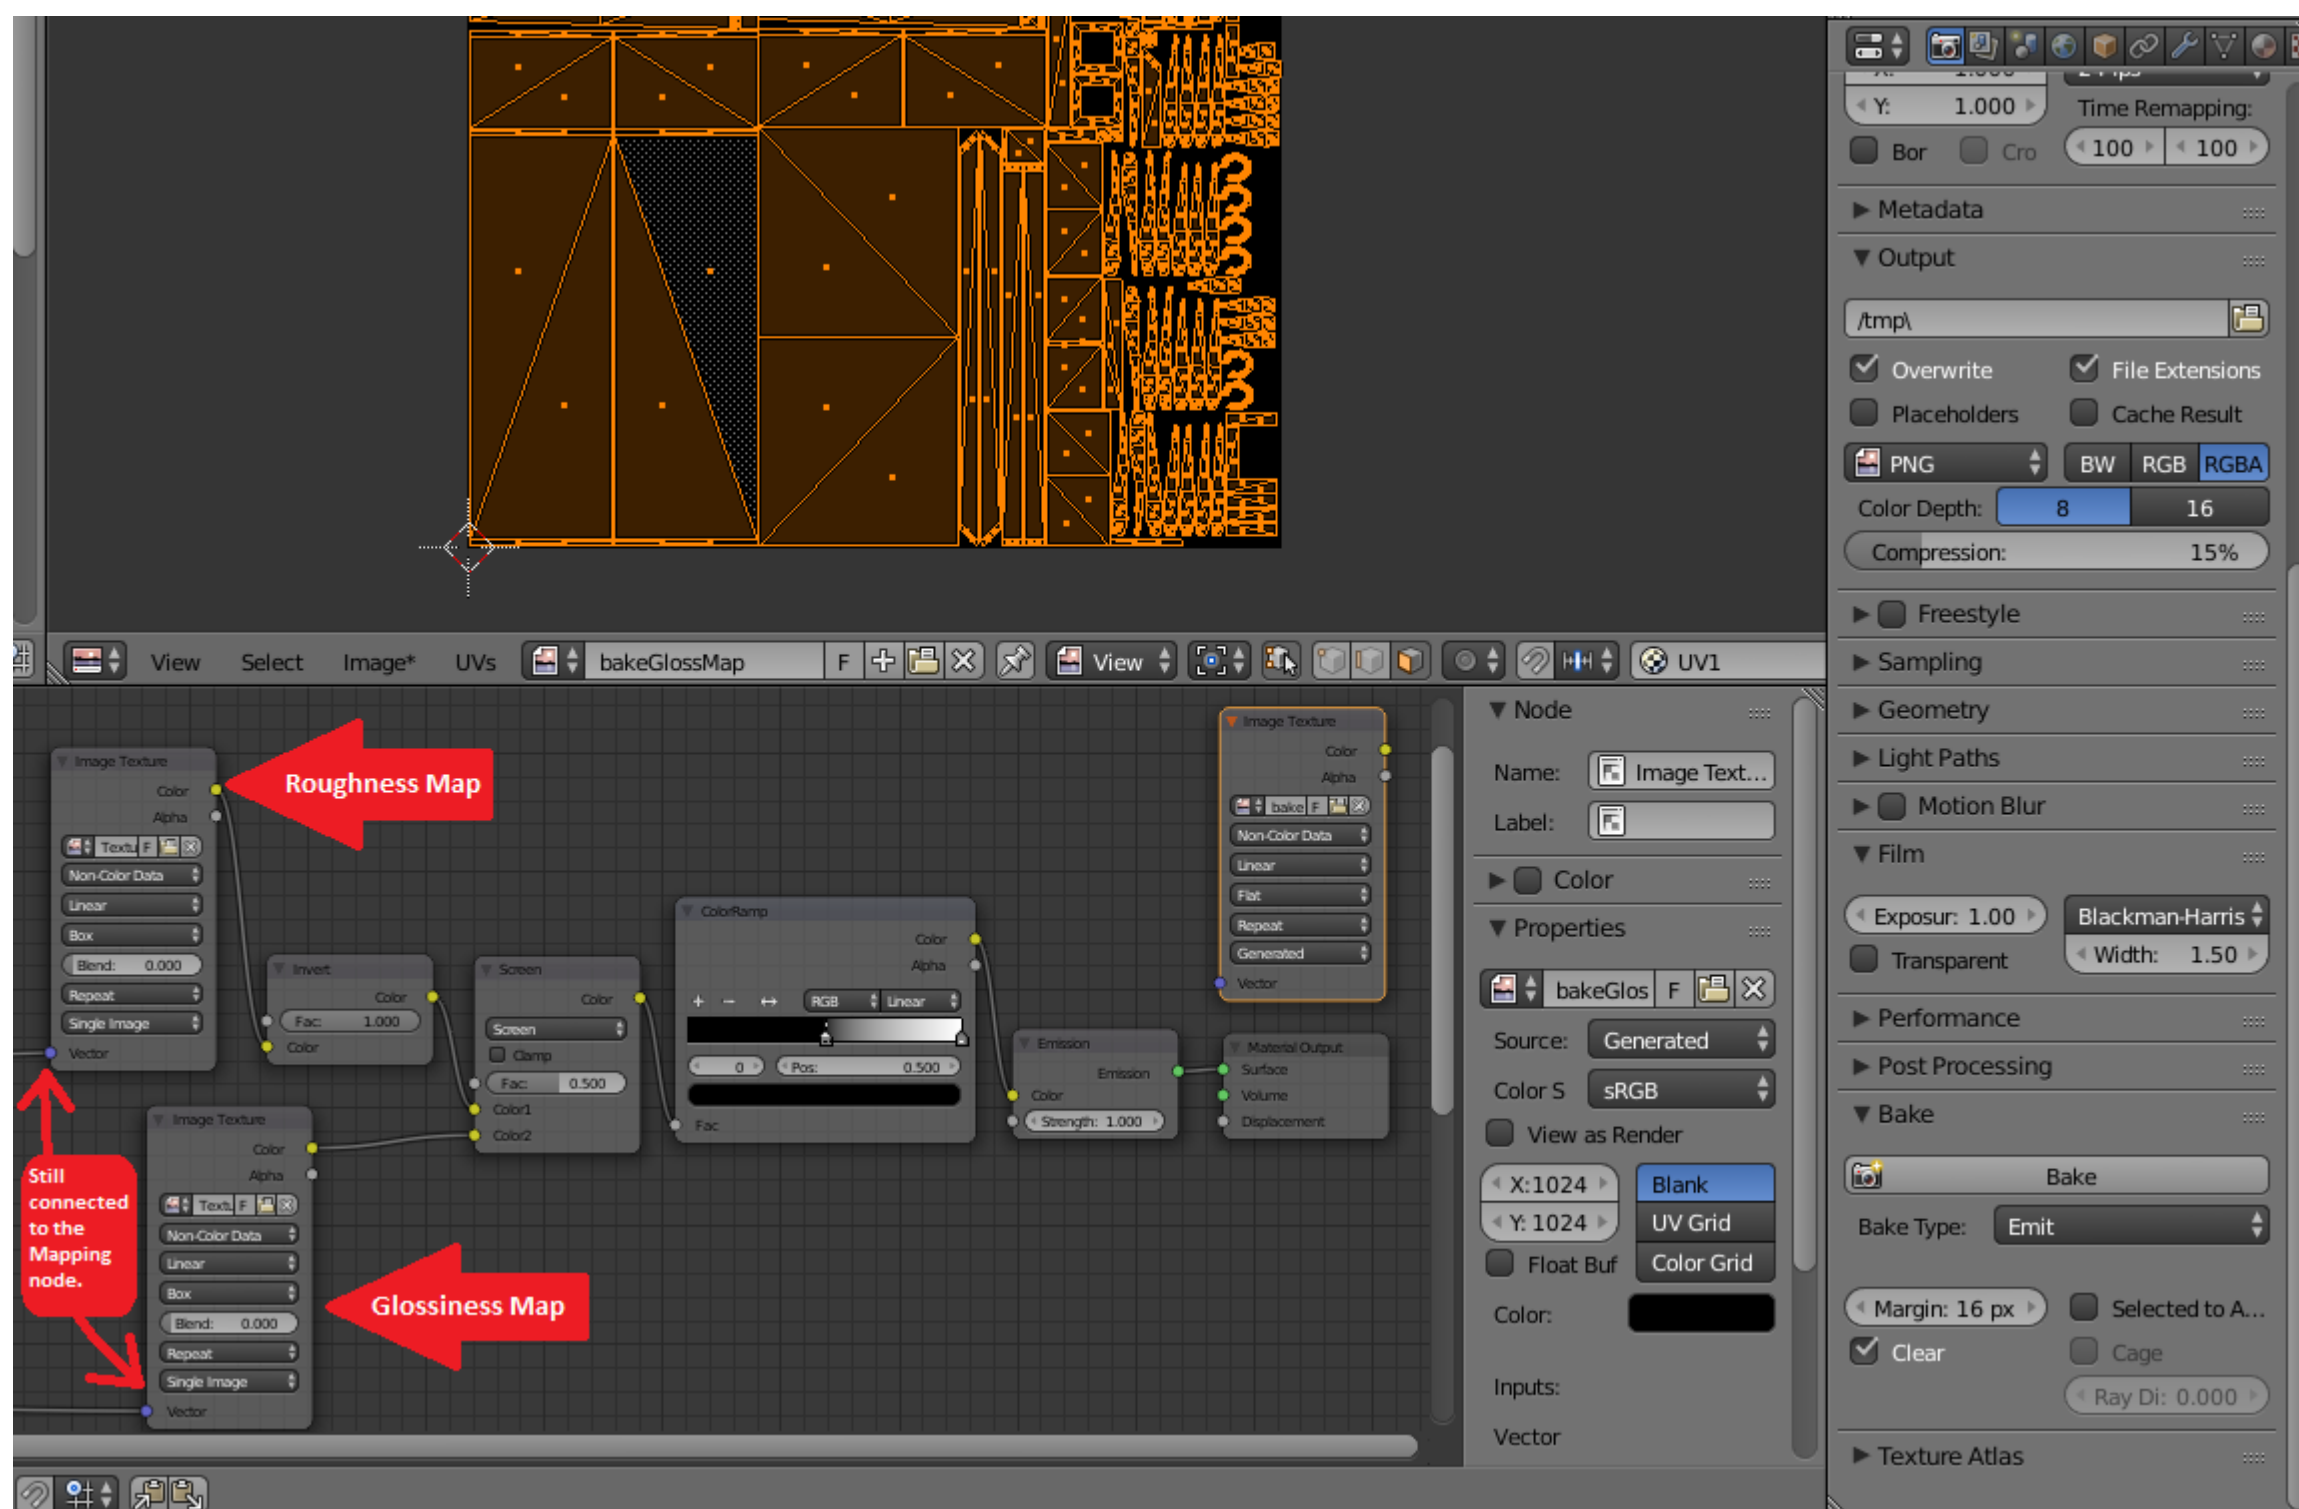 Y: 1.000
Time Remapping:
Bor
Cro
100
100
Metadata
Output
/tmp\
Overwrite
File Extensions
Placeholders
Cache Result
PNG
BW
RGB
RGBA
Color Depth:
8
16
Compression: 15%
Freestyle
View
Select
Image*
UVs
bakeGlossMap
F
View
UV1
Sampling
Geometry
Light Paths
Motion Blur
Film
Exposur: 1.00
Blackman-Harris
Transparent
Width: 1.50
Performance
Post Processing
Bake
Bake
Bake Type:
Emit
Margin: 16 px
Selected to A...
Clear
Cage
Ray Di: 0.000
Texture Atlas
Node
Name:
Image Text...
Label:
Color
Properties
bakeGlos
F
Source:
Generated
Color S
sRGB
View as Render
X:1024
Blank
Y: 1024
UV Grid
Float Buf
Color Grid
Color:
Inputs:
Vector
Image Texture
Color
Alpha
Textu
F
Non-Color Data
Linear
Box
Blend: 0.000
Repeat
Single Image
Vector
Roughness Map
Invert
Color
Fac: 1.000
Color
Screen
Color
Screen
Clamp
Fac: 0.500
Color1
Color2
ColorRamp
Color
Alpha
RGB
Linear
0
Pos: 0.500
Fac
Emission
Emission
Color
Strength: 1.000
Image Texture
Color
Alpha
bake
F
Non-Color Data
Linear
Flat
Repeat
Generated
Vector
Material Output
Surface
Volume
Displacement
Still
connected
to the
Mapping
node.
Image Texture
Color
Alpha
Text
F
Non-Color Data
Linear
Box
Blend: 0.000
Repeat
Single Image
Vector
Glossiness Map